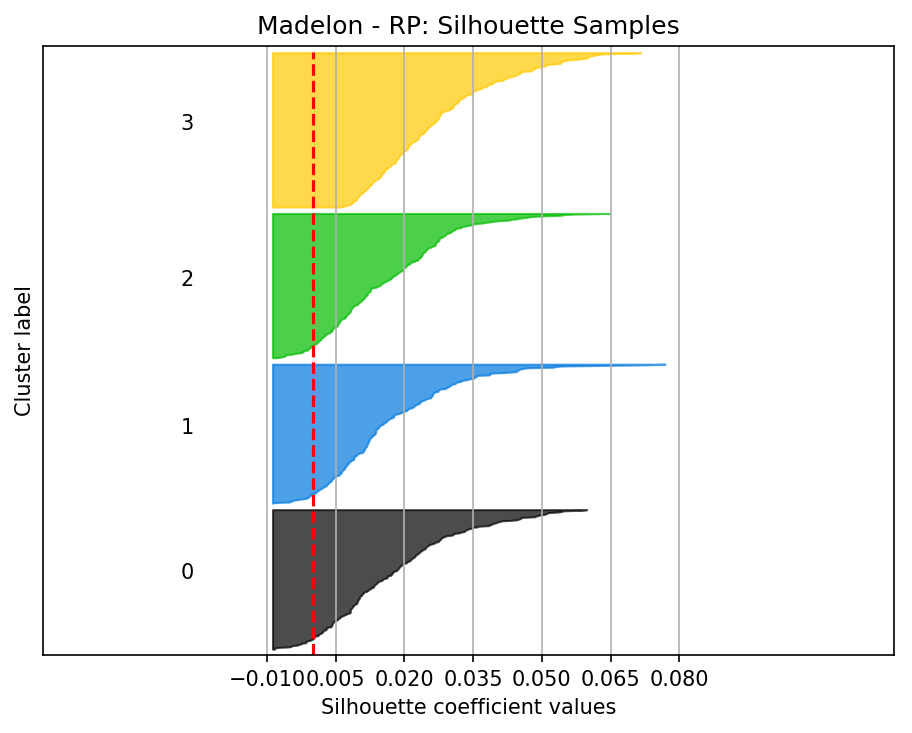 Madelon - RP: Silhouette Samples
Cluster label
3
2
1
0
−0.010 0.005 0.020 0.035 0.050 0.065 0.080
Silhouette coefficient values